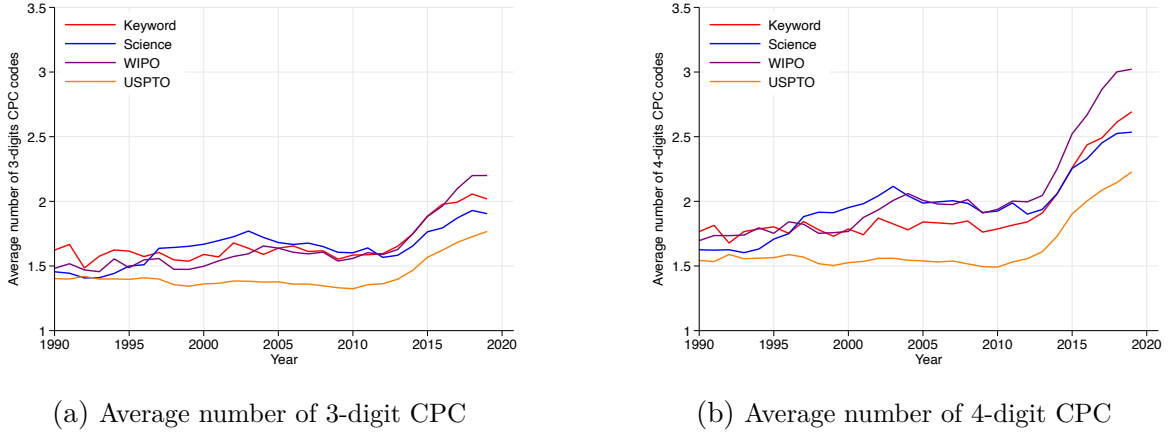 Average number of 3-digits CPC codes
3.5
3
2.5
2
1.5
1
Keyword
Science
WIPO
USPTO
1990 1995 2000 2005 2010 2015 2020
Year
(a) Average number of 3-digit CPC
Average number of 4-digit CPC codes
3.5
3
2.5
2
1.5
1
Keyword
Science
WIPO
USPTO
1990 1995 2000 2005 2010 2015 2020
Year
(b) Average number of 4-digit CPC